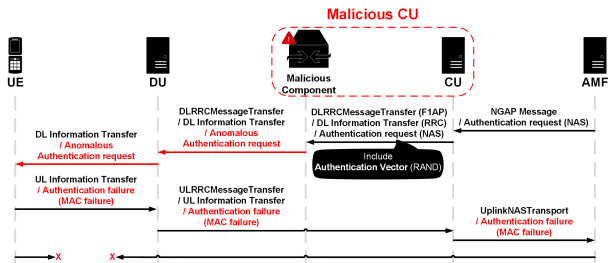 Malicious CU
UE
DU
Malicious
Component
CU
AMF
DLRRCMessageTransfer
/ DL Information Transfer
/ Anomalous
Authentication request
DLRRCMessageTransfer (F1AP)
/ DL Information Transfer (RRC)
/ Authentication request (NAS)
NGAP Message
/ Authentication request (NAS)
DL Information Transfer
/ Anomalous
Authentication request
Include
Authentication Vector (RAND)
UL Information Transfer
/ Authentication failure
(MAC failure)
ULRRCMessageTransfer
/ UL Information Transfer
/ Authentication failure
(MAC failure)
UplinkNASTransport
/ Authentication failure
(MAC failure)
X
X